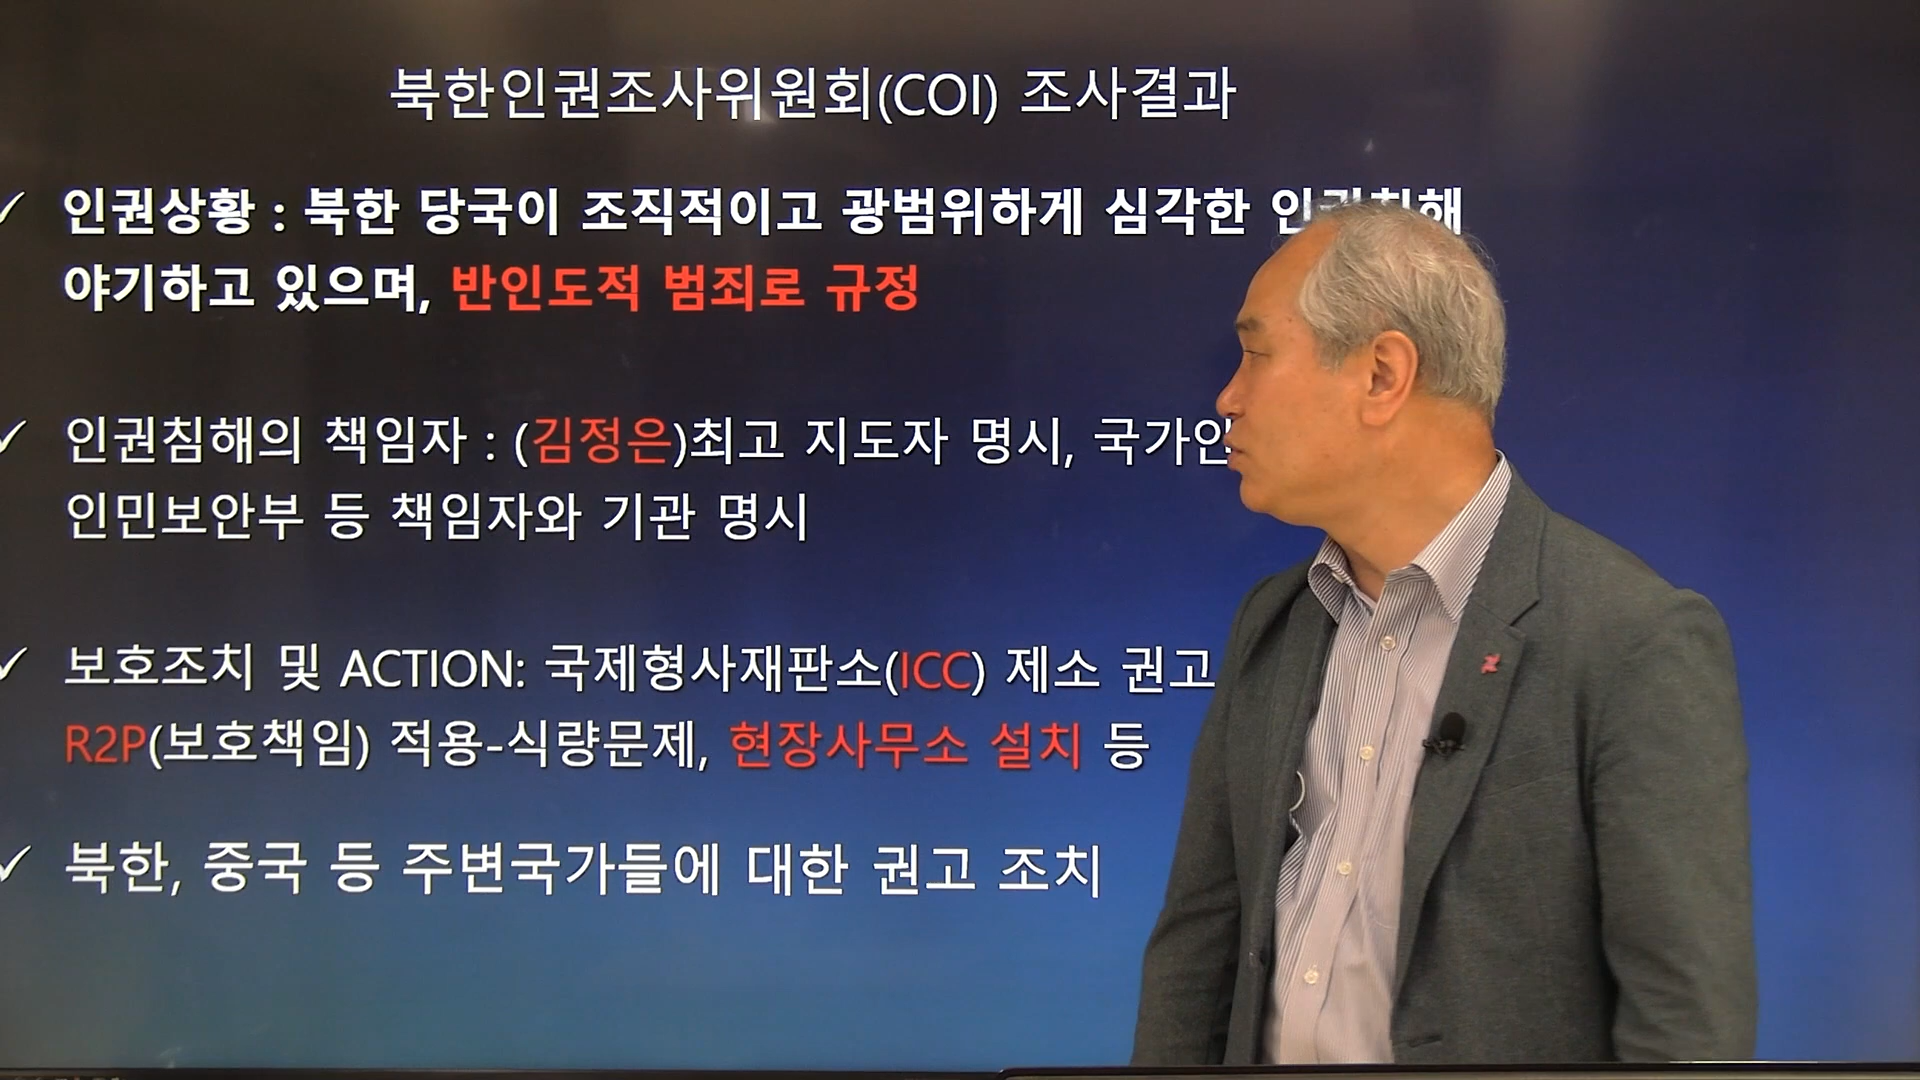 북한인권조사위원회(COI) 조사결과
✓ 인권상황 : 북한 당국이 조직적이고 광범위하게 심각한
야기하고 있으며, 반인도적 범죄로 규정
✓ 인권침해의 책임자 : (김정은)최고 지도자 명시,
인민보안부 등 책임자와 기관 명시
✓ 보호조치 및 ACTION: 국제형사재판소(ICC) 제소 권고
R2P(보호책임) 적용-식량문제, 현장사무소 설치 등
✓ 북한, 중국 등 주변국가들에 대한 권고 조치